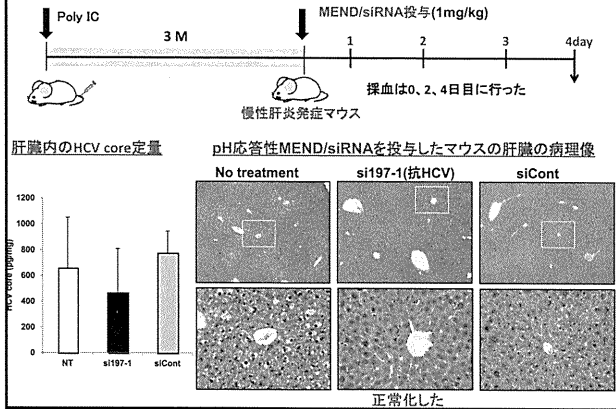 Poly IC
MEND/siRNA投与(1mg/kg)
3 M
1
2
3
4day
採血は0、2、4日目に行った
慢性肝炎発症マウス
肝臓内のHCV core定量
pH応答性MEND/siRNAを投与したマウスの肝臓の病理像
No treatment
si197-1(抗HCV)
siCont
HCV core (pg/mg)
1200
1000
800
600
400
200
0
NT
si197-1
siCont
正常化した